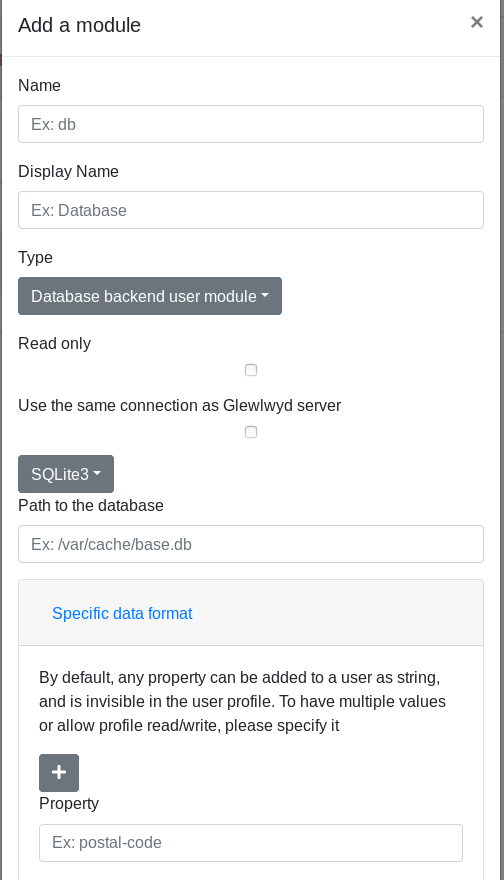 Add a module
×
Name
Ex: db
Display Name
Ex: Database
Type
Database backend user module
Read only
Use the same connection as Glewlwyd server
SQLite3
Path to the database
Ex: /var/cache/base.db
Specific data format
By default, any property can be added to a user as string,
and is invisible in the user profile. To have multiple values
or allow profile read/write, please specify it
+
Property
Ex: postal-code